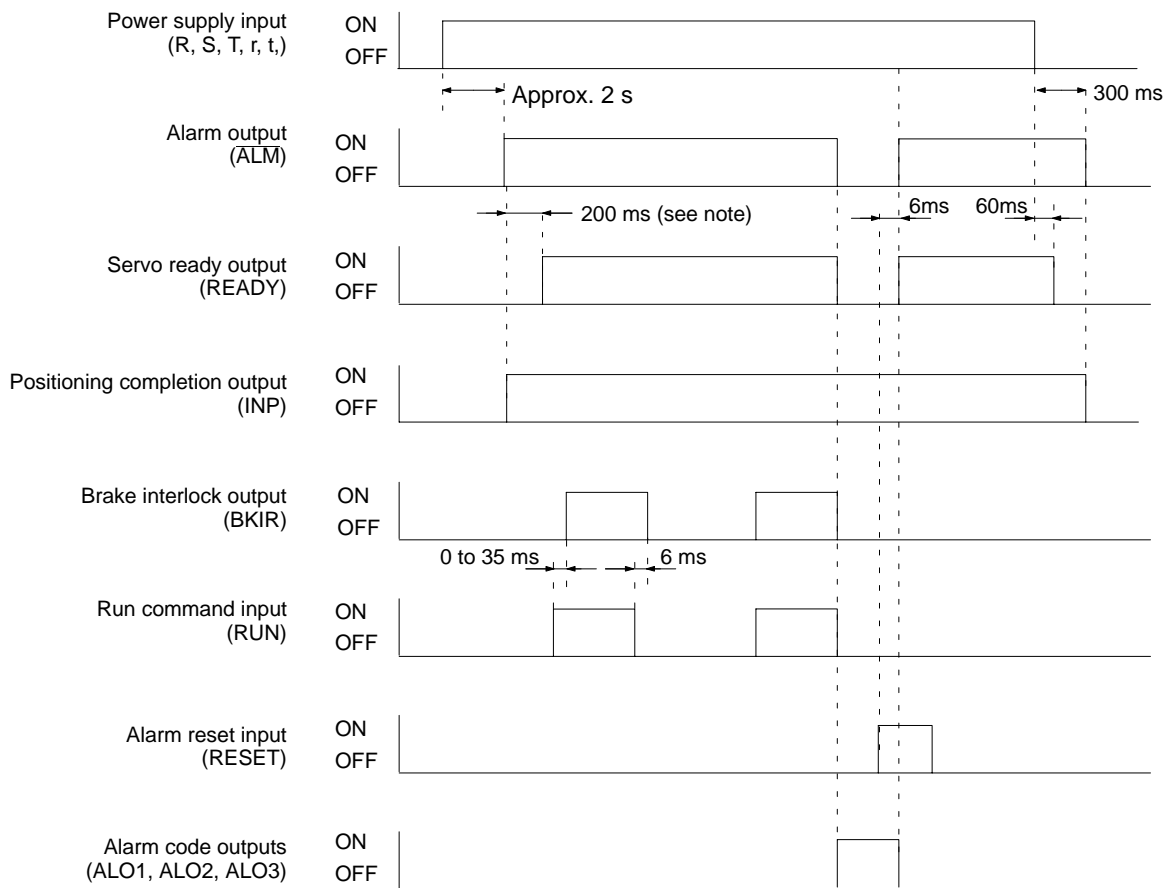 Power supply input
(R, S, T, r, t,)
ON
OFF
Approx. 2 s
300 ms
Alarm output
(ALM)
ON
OFF
200 ms (see note)
6ms
60ms
Servo ready output
(READY)
ON
OFF
Positioning completion output
(INP)
ON
OFF
Brake interlock output
(BKIR)
ON
OFF
0 to 35 ms
6 ms
Run command input
(RUN)
ON
OFF
Alarm reset input
(RESET)
ON
OFF
Alarm code outputs
(ALO1, ALO2, ALO3)
ON
OFF